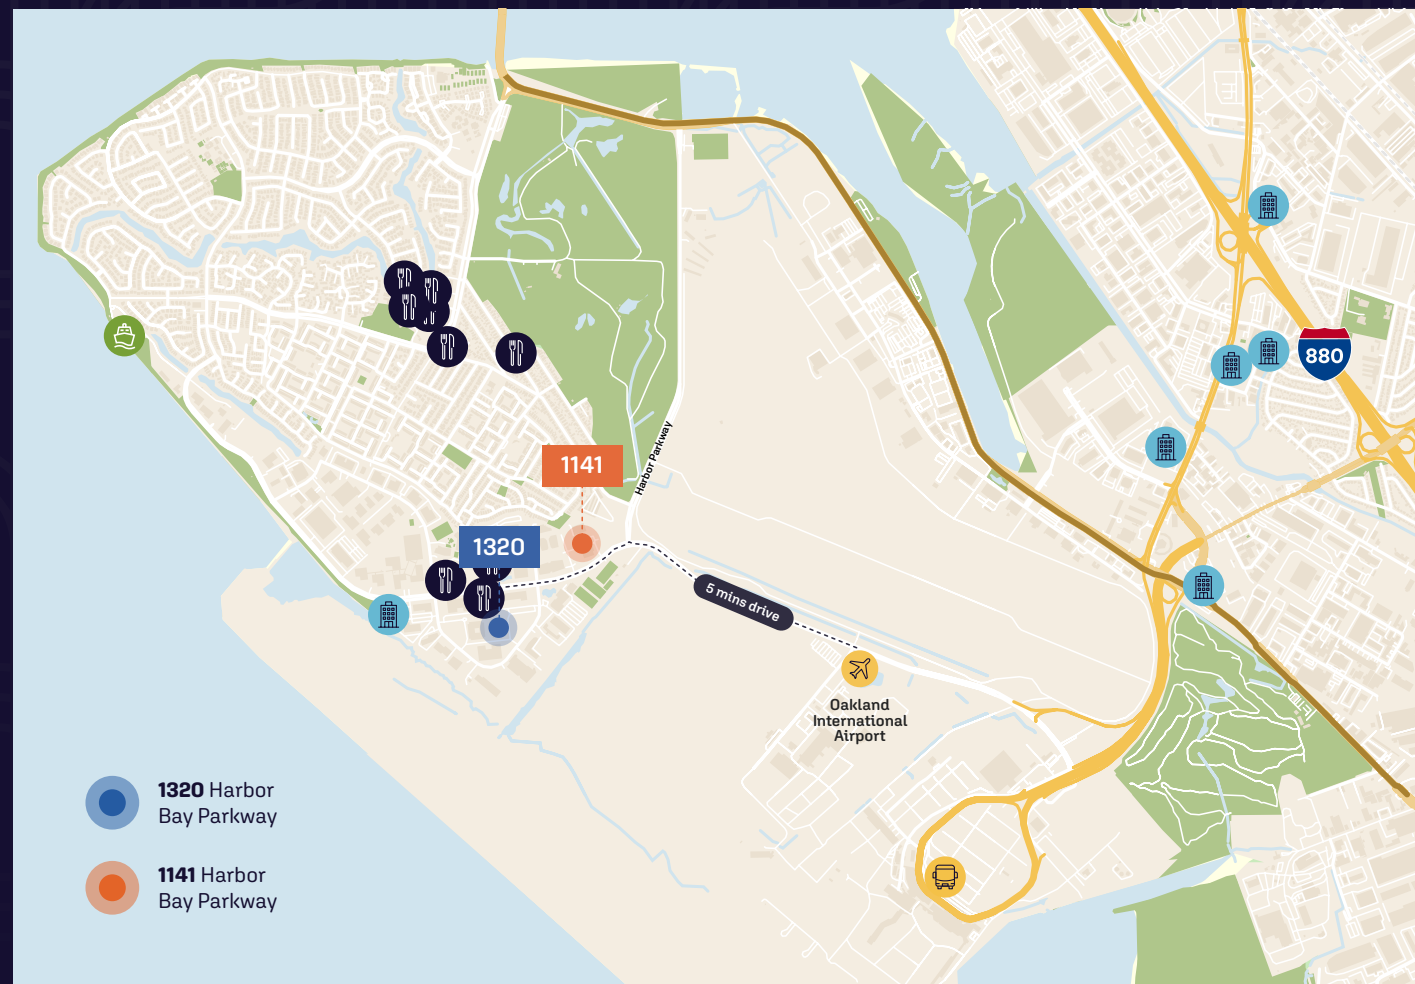 880
1141
Harbor Parkway
1320
5 mins drive
Oakland
International
Airport
1320 Harbor
Bay Parkway
1141 Harbor
Bay Parkway